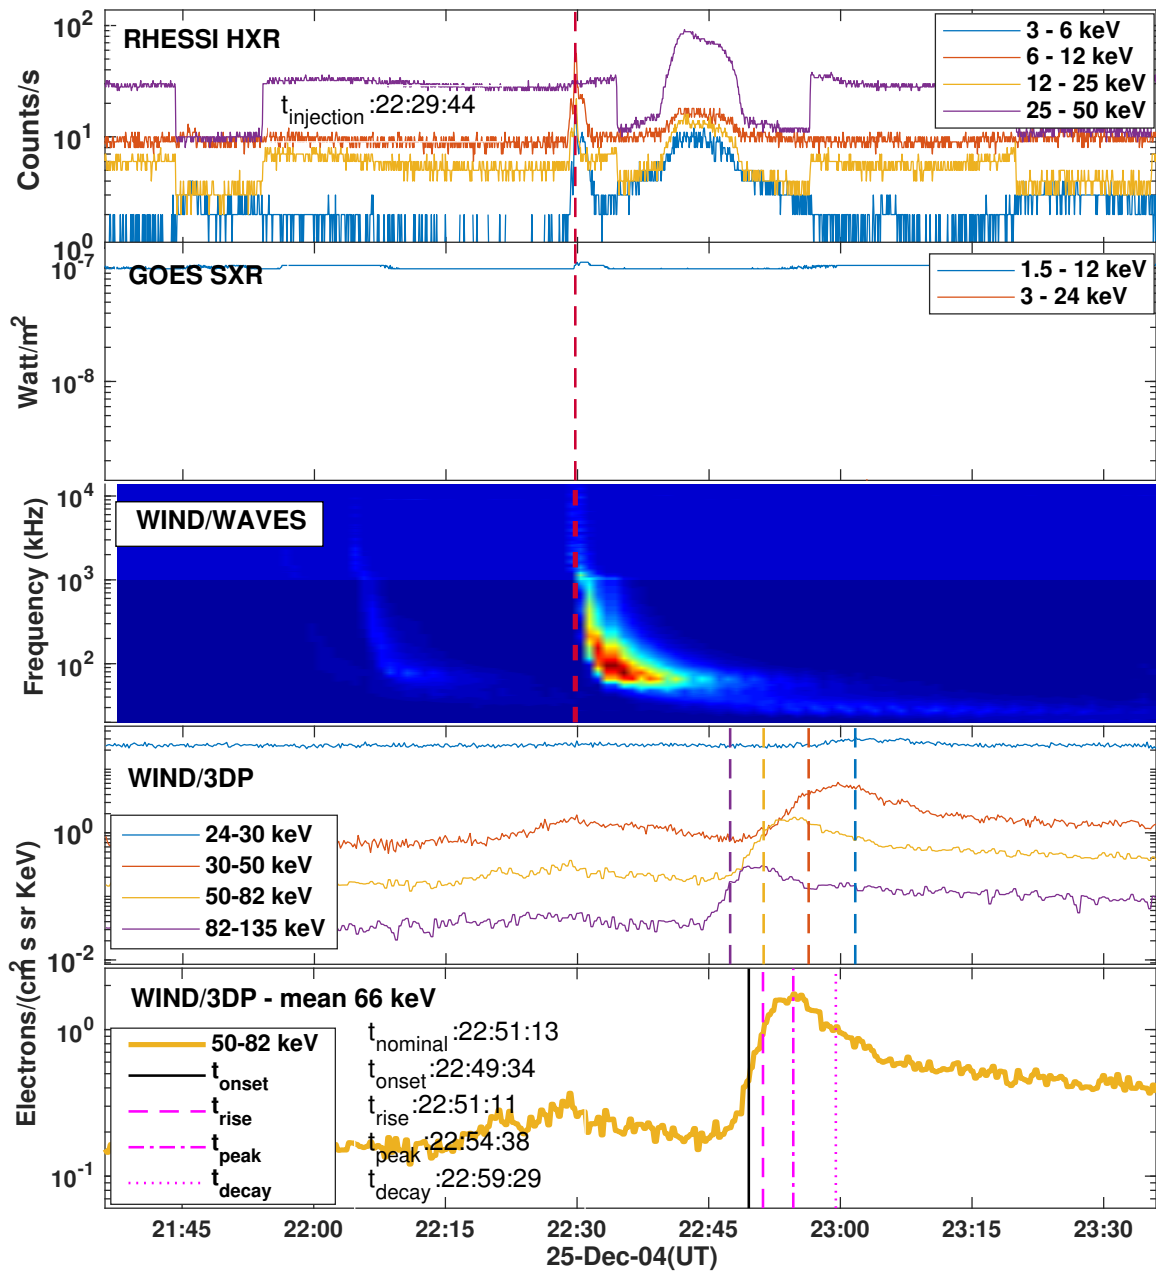 RHESSI HXR
t_injection :22:29:44
3 - 6 keV
6 - 12 keV
12 - 25 keV
25 - 50 keV
Counts/s
10^2
10^1
10^0
GOES SXR
1.5 - 12 keV
3 - 24 keV
Watt/m^2
10^-7
10^-8
WIND/WAVES
Frequency (kHz)
10^4
10^3
10^2
WIND/3DP
24-30 keV
30-50 keV
50-82 keV
82-135 keV
10^0
10^-2
Electrons/(cm^2 s sr KeV)
WIND/3DP - mean 66 keV
50-82 keV
t_onset
t_rise
t_peak
t_decay
t_nominal :22:51:13
t_onset :22:49:34
t_rise :22:51:11
t_peak :22:54:38
t_decay :22:59:29
10^0
10^-1
21:45 22:00 22:15 22:30 22:45 23:00 23:15 23:30
25-Dec-04(UT)